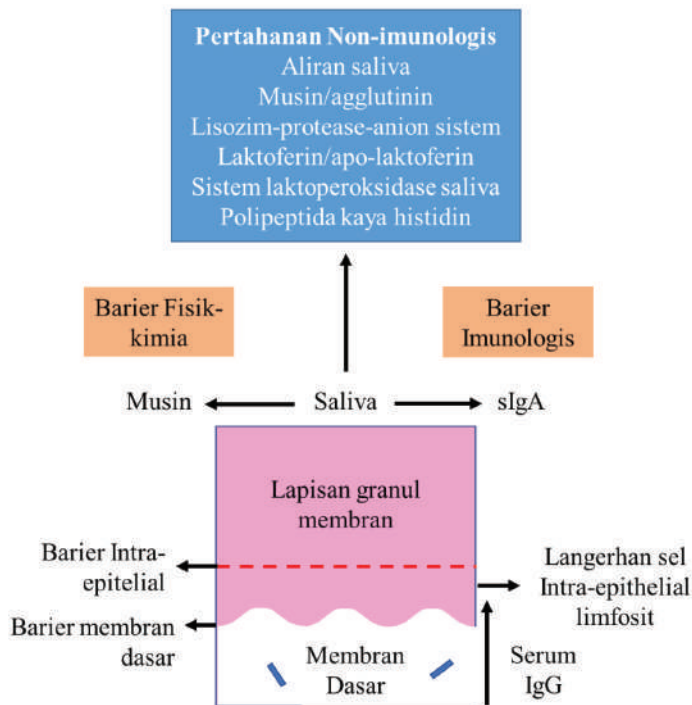 Pertahanan Non-imunologis
Aliran saliva
Musin/agglutinin
Lisozim-protease-anion sistem
Laktoferin/apo-laktoferin
Sistem laktoperoksidase saliva
Polipeptida kaya histidin
Barier Fisik-
kimia
Barier
Imunologis
Musin
Saliva
sIgA
Lapisan granul
membran
Barier Intra-
epitelial
Langerhan sel
Intra-epithelial
limfosit
Barier membran
dasar
Membran
Dasar
Serum
IgG